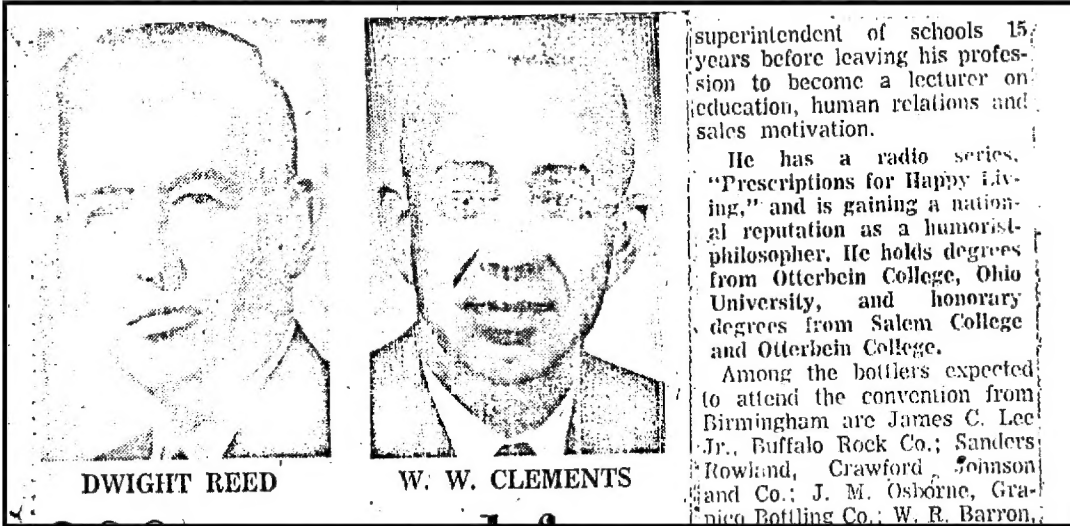 DWIGHT REED
W. W. CLEMENTS
superintendent of schools 15
years before leaving his profes-
sion to become a lecturer on
education, human relations and
sales motivation.
He has a radio series,
“Prescriptions for Happy Liv-
ing,” and is gaining a nation-
al reputation as a humorist-
philosopher. He holds degrees
from Otterbein College, Ohio
University, and honorary
degrees from Salem College
and Otterbein College.
Among the bottlers expected
to attend the convention from
Birmingham are James C. Lee
Jr., Buffalo Rock Co.; Sanders
Rowland, Crawford Johnson
and Co.; J. M. Osborne, Gra-
pico Bottling Co.; W. R. Barron,